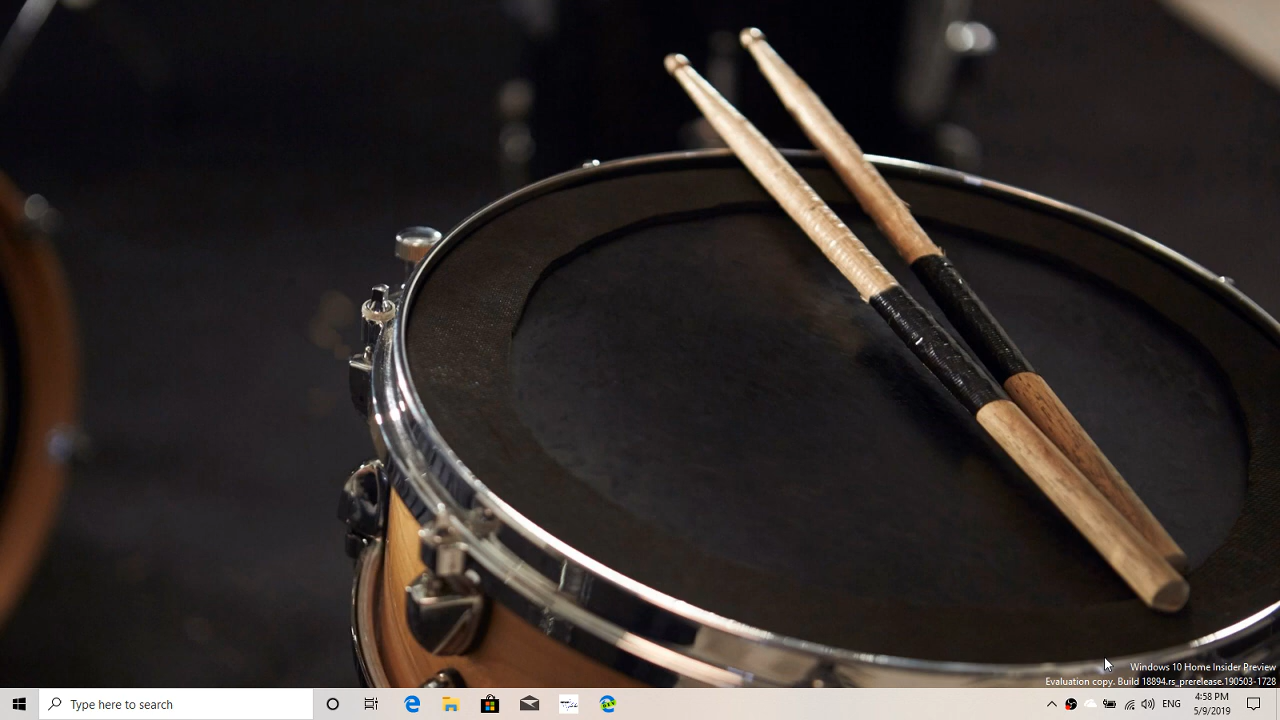 Windows 10 Home Insider Preview
Evaluation copy. Build 18894.rs_prerelease.190503-1728
Type here to search
ENG
4:58 PM
5/9/2019